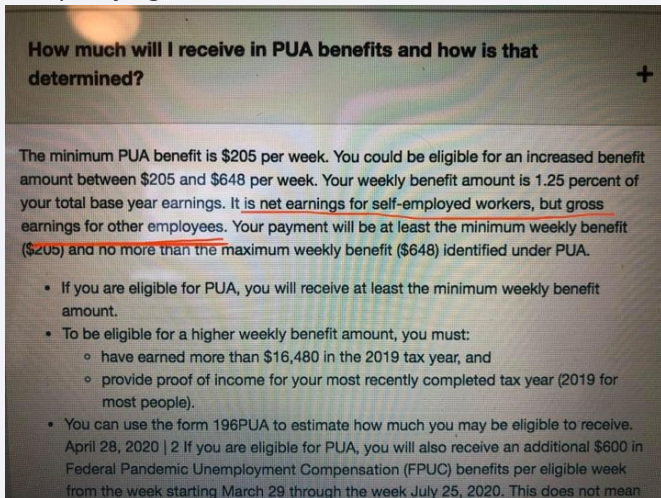 How much will I receive in PUA benefits and how is that
determined?
+
The minimum PUA benefit is $205 per week. You could be eligible for an increased benefit
amount between $205 and $648 per week. Your weekly benefit amount is 1.25 percent of
your total base year earnings. It is net earnings for self-employed workers, but gross
earnings for other employees. Your payment will be at least the minimum weekly benefit
($205) and no more than the maximum weekly benefit ($648) identified under PUA.
• If you are eligible for PUA, you will receive at least the minimum weekly benefit
amount.
• To be eligible for a higher weekly benefit amount, you must:
○ have earned more than $16,480 in the 2019 tax year, and
○ provide proof of income for your most recently completed tax year (2019 for
most people).
• You can use the form 196PUA to estimate how much you may be eligible to receive.
April 28, 2020 | 2 If you are eligible for PUA, you will also receive an additional $600 in
Federal Pandemic Unemployment Compensation (FPUC) benefits per eligible week
from the week starting March 29 through the week July 25, 2020. This does not mean